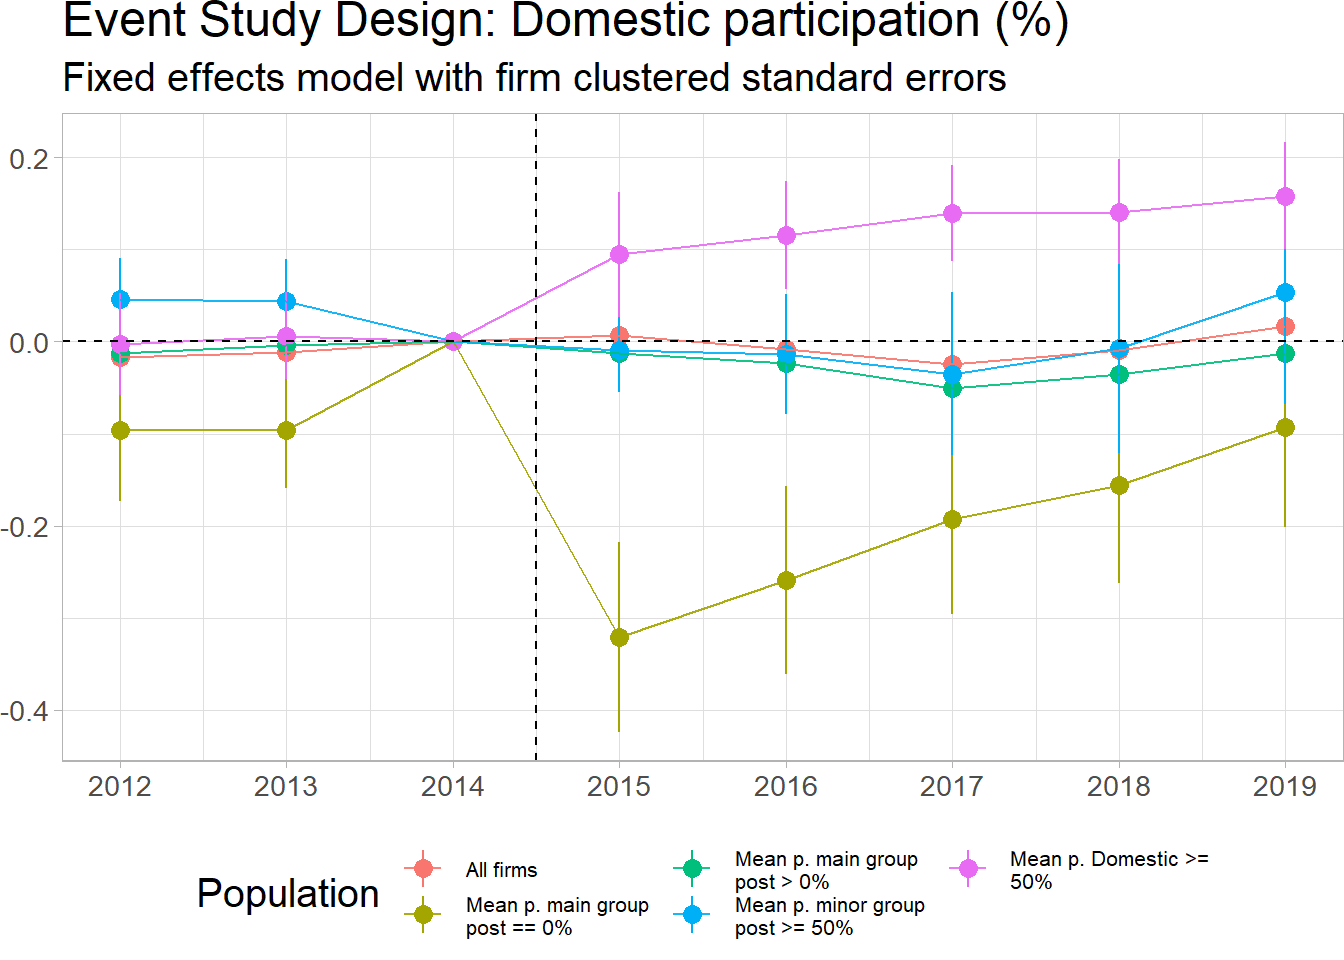 Event Study Design: Domestic participation (%)
Fixed effects model with firm clustered standard errors
0.2
0.0
-0.2
-0.4
2012 2013 2014 2015 2016 2017 2018 2019
Population
All firms
Mean p. main group
post == 0%
Mean p. main group
post > 0%
Mean p. minor group
post >= 50%
Mean p. Domestic >=
50%